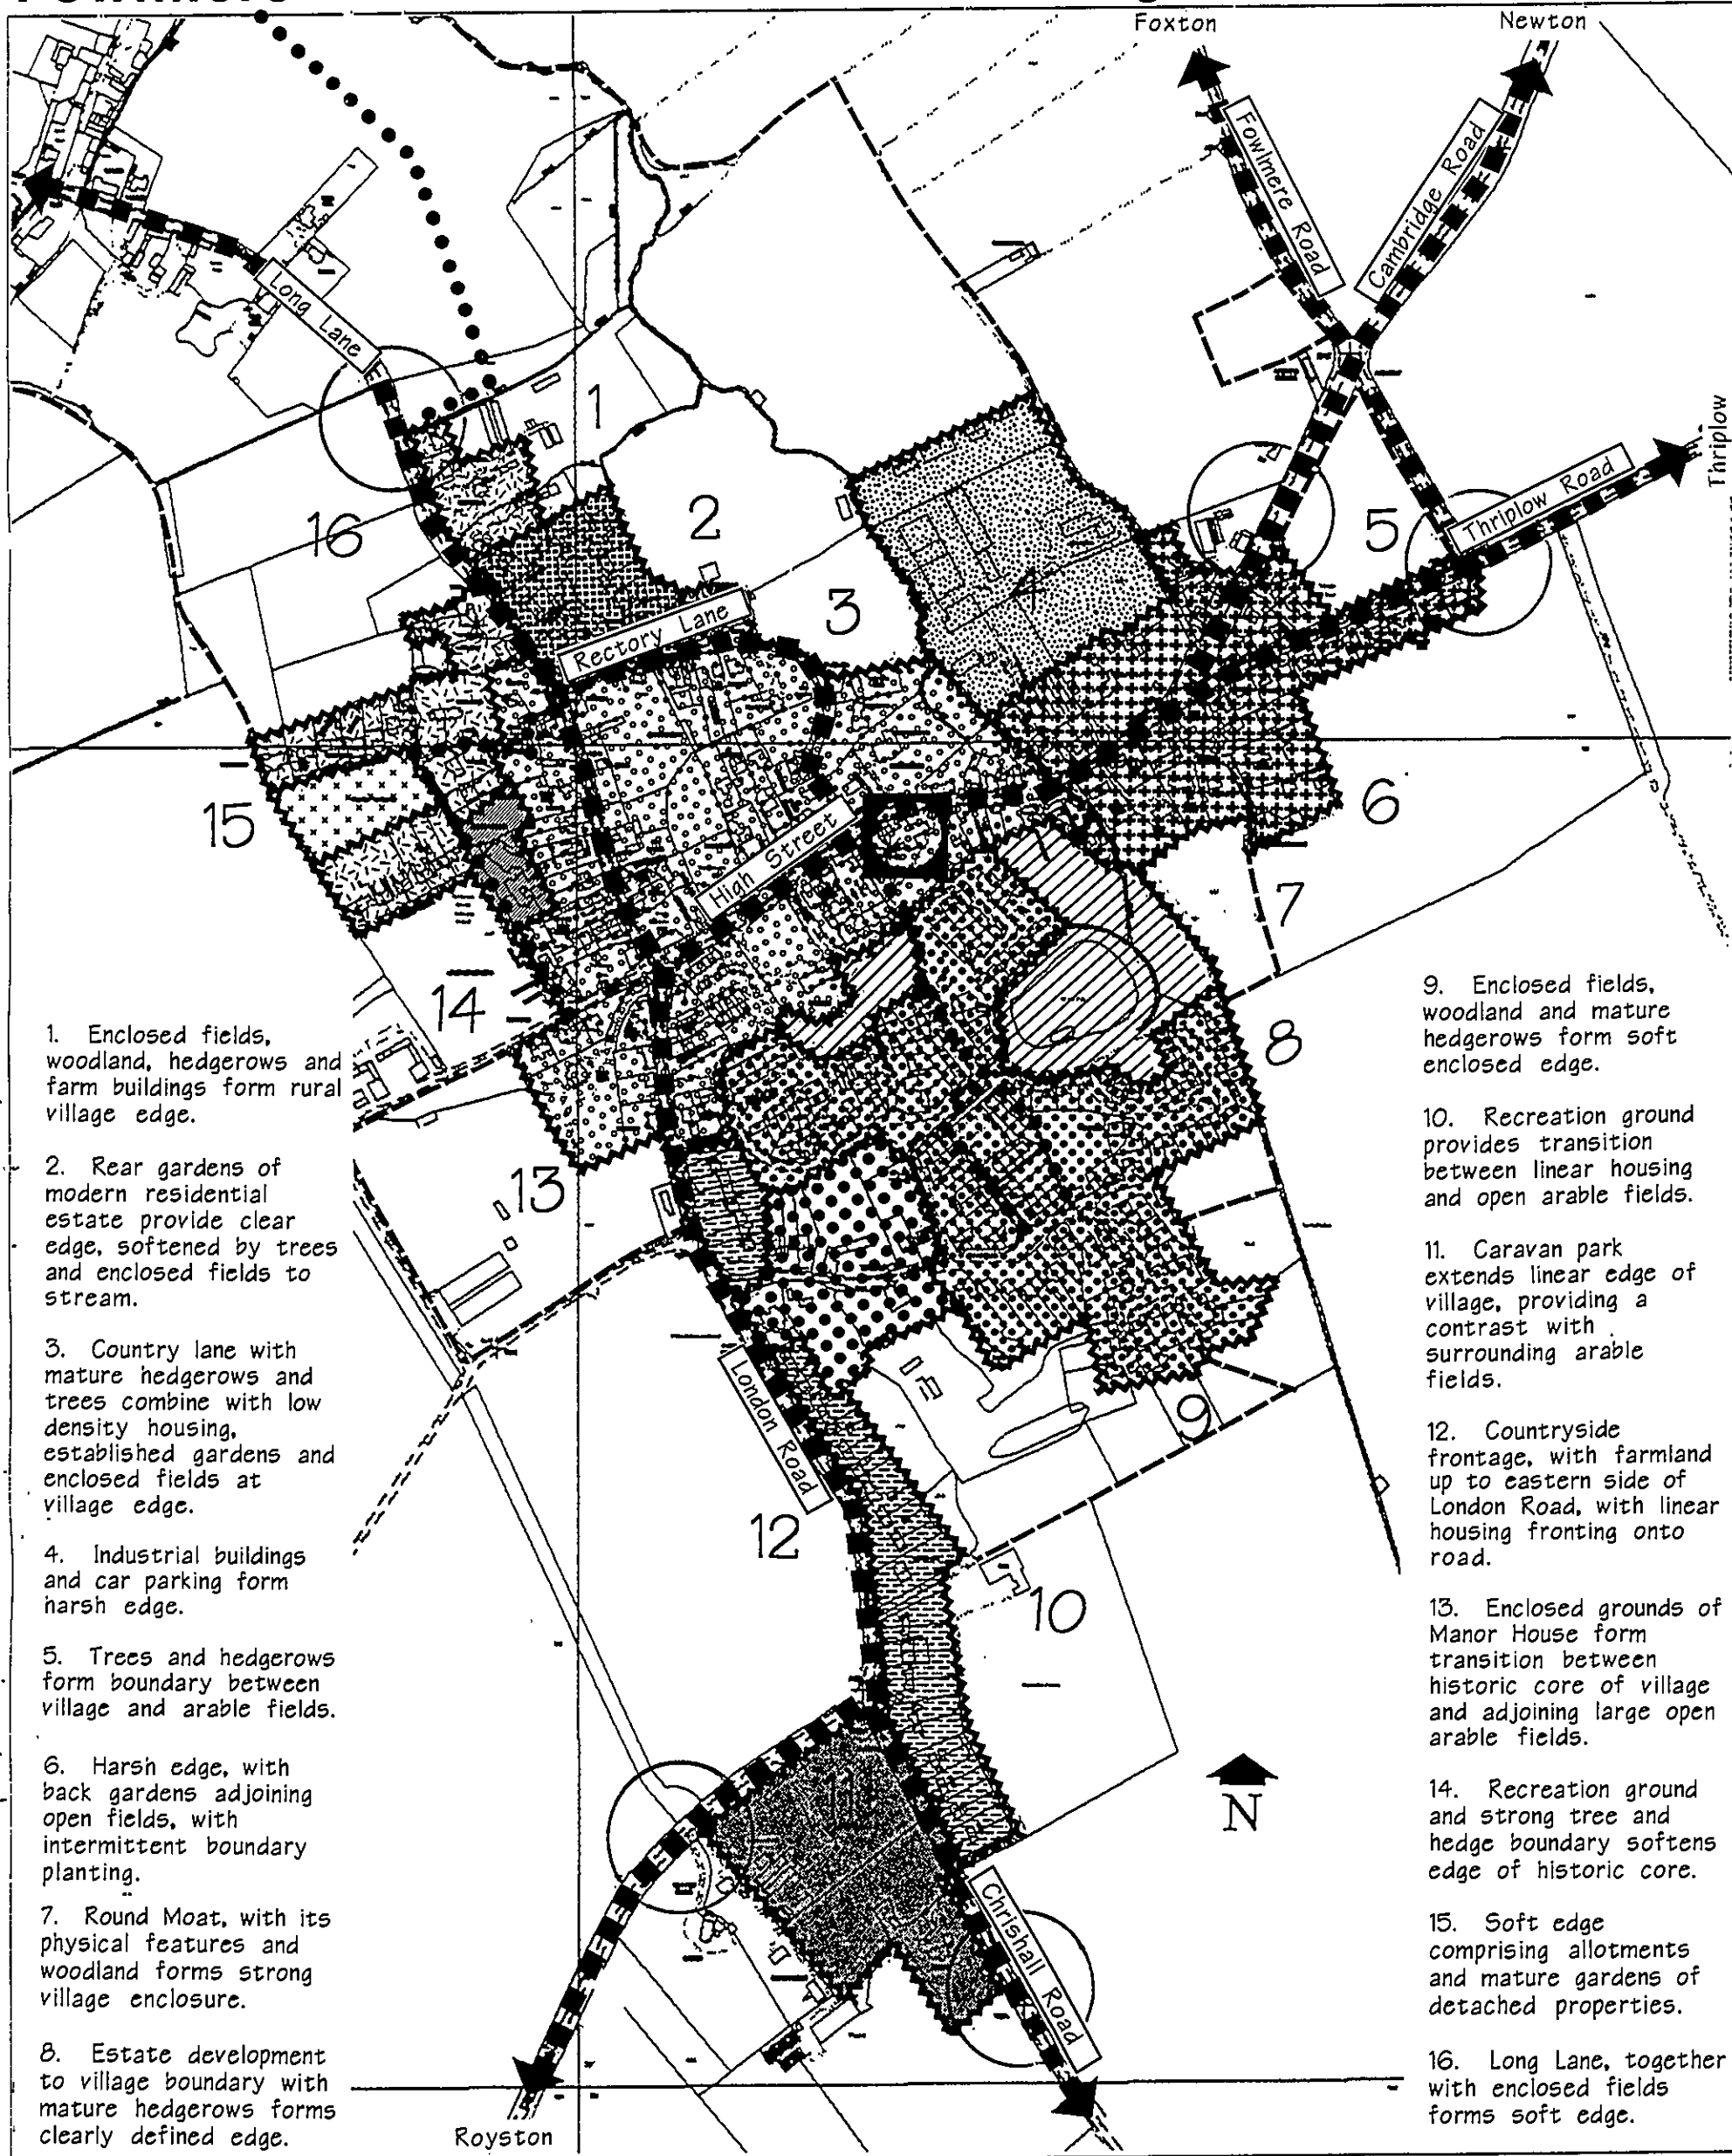 Foxton
Newton
Fowlmere Road
Cambridge Road
Long Lane
Thriplow
Thriplow Road
1
2
3
4
5
16
Rectory Lane
15
6
High Street
7
14
8
13
London Road
9
12
10
11
N
Chrishall Road
Royston
1. Enclosed fields,
woodland, hedgerows and
farm buildings form rural
village edge.
2. Rear gardens of
modern residential
estate provide clear
edge, softened by trees
and enclosed fields to
stream.
3. Country lane with
mature hedgerows and
trees combine with low
density housing,
established gardens and
enclosed fields at
village edge.
4. Industrial buildings
and car parking form
harsh edge.
5. Trees and hedgerows
form boundary between
village and arable fields.
6. Harsh edge, with
back gardens adjoining
open fields, with
intermittent boundary
planting.
7. Round Moat, with its
physical features and
woodland forms strong
village enclosure.
8. Estate development
to village boundary with
mature hedgerows forms
clearly defined edge.
9. Enclosed fields,
woodland and mature
hedgerows form soft
enclosed edge.
10. Recreation ground
provides transition
between linear housing
and open arable fields.
11. Caravan park
extends linear edge of
village, providing a
contrast with
surrounding arable
fields.
12. Countryside
frontage, with farmland
up to eastern side of
London Road, with linear
housing fronting onto
road.
13. Enclosed grounds of
Manor House form
transition between
historic core of village
and adjoining large open
arable fields.
14. Recreation ground
and strong tree and
hedge boundary softens
edge of historic core.
15. Soft edge
comprising allotments
and mature gardens of
detached properties.
16. Long Lane, together
with enclosed fields
forms soft edge.